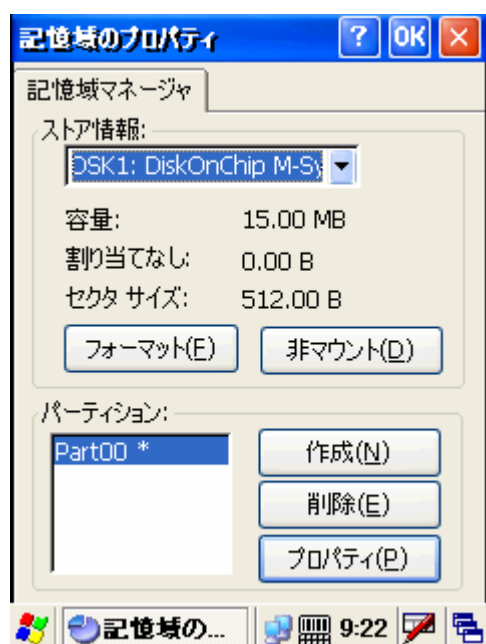 記憶域のプロパティ ? OK ×
記憶域マネージャ
ストア情報:
DSK1: DiskOnChip M-Sy
容量: 15.00 MB
割り当てなし: 0.00 B
セクタ サイズ: 512.00 B
フォーマット(F) 非マウント(D)
パーティション:
Part00 *
作成(N)
削除(E)
プロパティ(P)
記憶域の... 9:22